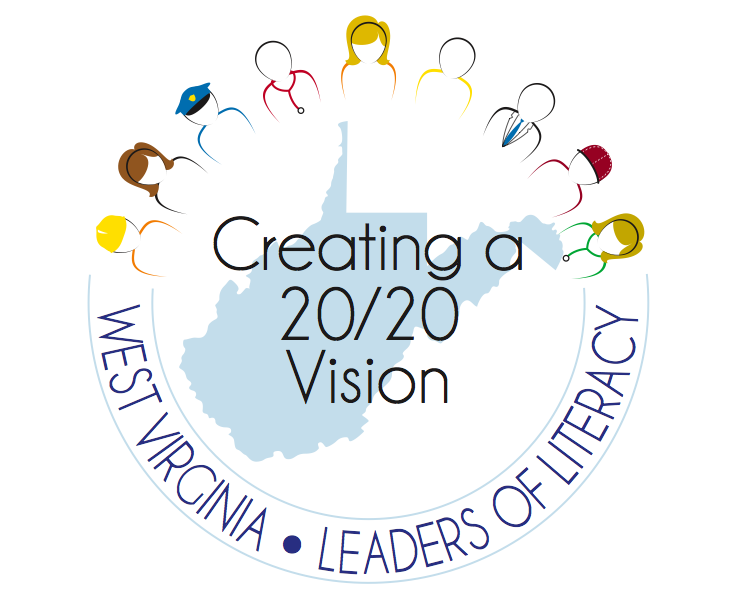 Creating a
20/20
Vision
WEST VIRGINIA • LEADERS OF LITERACY